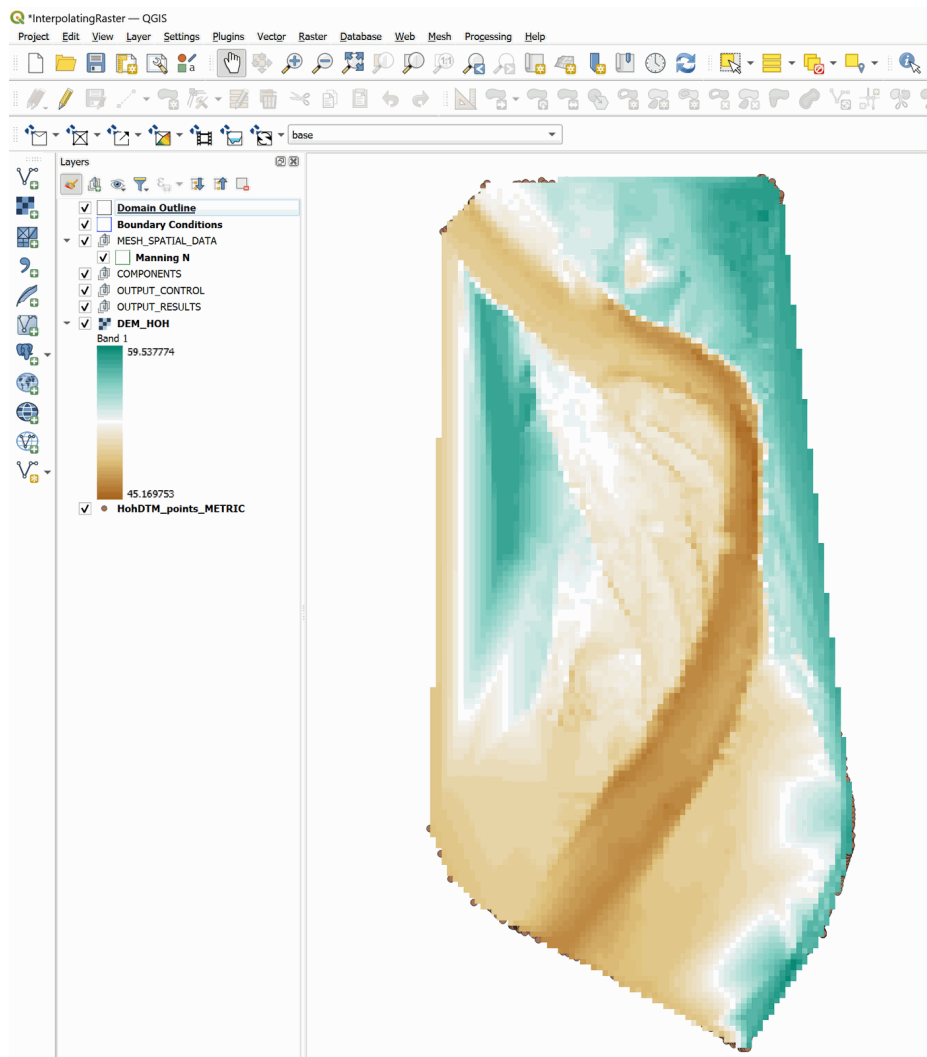 *InterpolatingRaster — QGIS
Project Edit View Layer Settings Plugins Vector Raster Database Web Mesh Processing Help
base
Layers
Domain Outline
Boundary Conditions
MESH_SPATIAL_DATA
Manning N
COMPONENTS
OUTPUT_CONTROL
OUTPUT_RESULTS
DEM_HOH
Band 1
59.537774
45.169753
HohDTM_points_METRIC